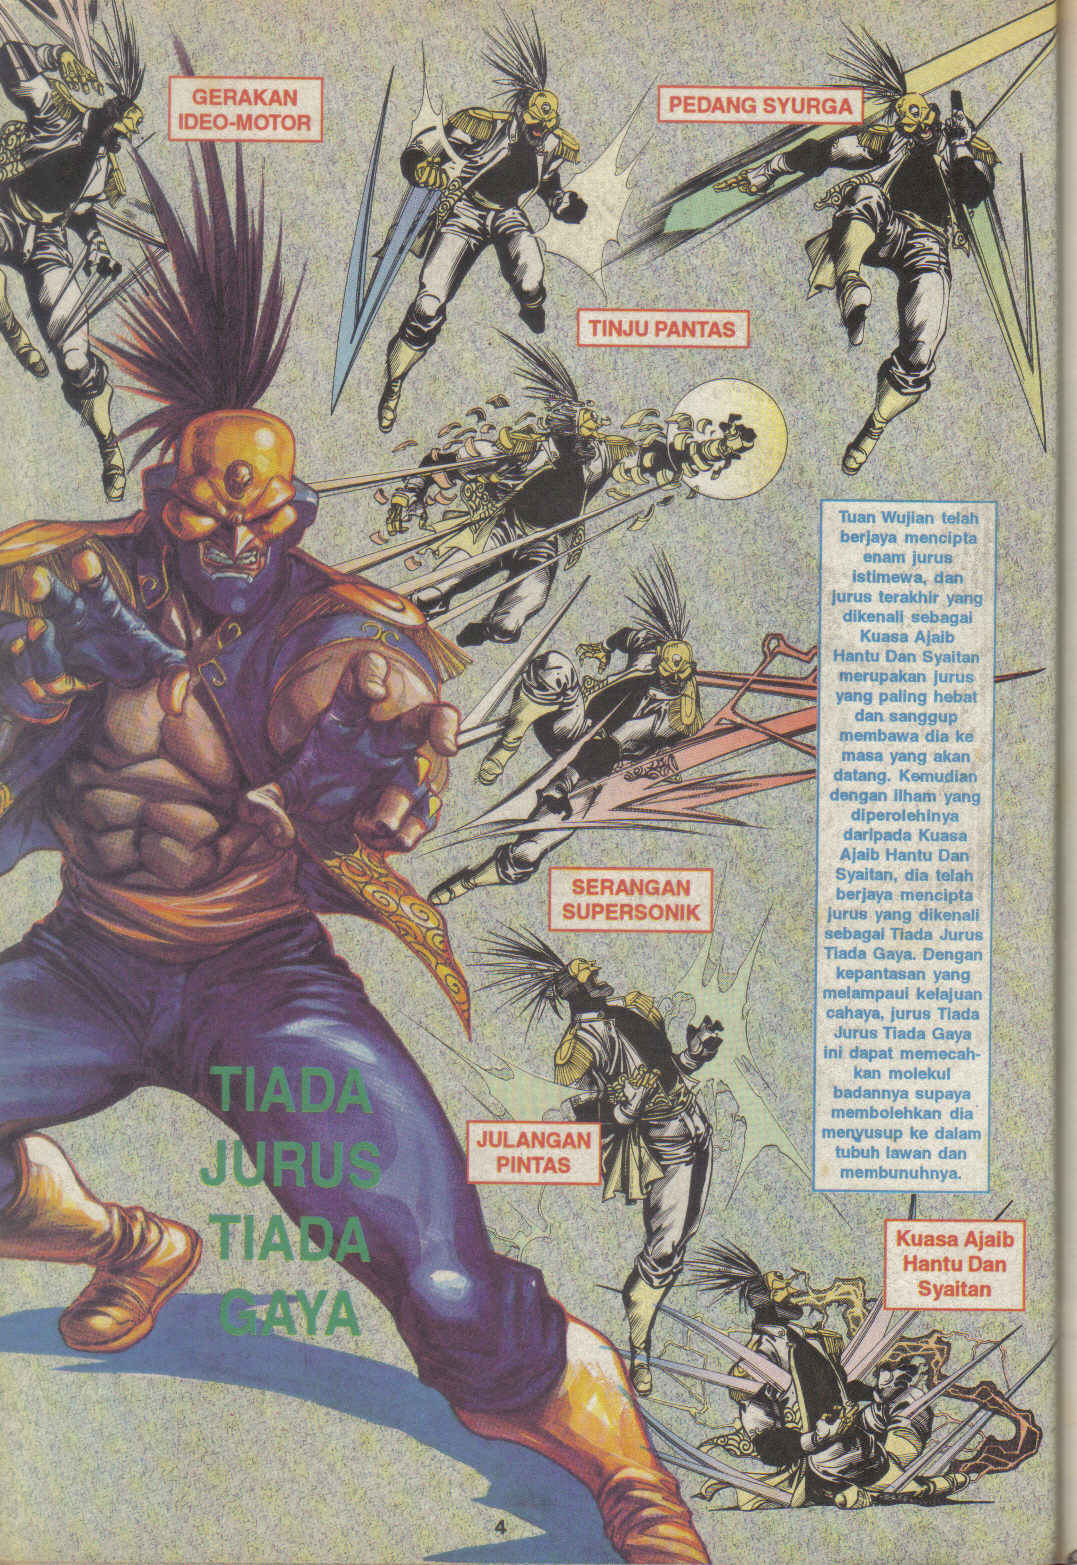 GERAKAN
IDEO-MOTOR
PEDANG SYURGA
TINJU PANTAS
Tuan Wujian telah
berjaya mencipta
enam jurus
istimewa, dan
jurus terakhir yang
dikenali sebagai
Kuasa Ajaib
Hantu Dan Syaitan
merupakan jurus
yang paling hebat
dan sanggup
membawa dia ke
masa yang akan
datang. Kemudian
dengan ilham yang
diperolehinya
daripada Kuasa
Ajaib Hantu Dan
Syaitan, dia telah
berjaya mencipta
jurus yang dikenali
sebagai Tiada Jurus
Tiada Gaya. Dengan
kepantasan yang
melampaui kelajuan
cahaya, jurus Tiada
Jurus Tiada Gaya
ini dapat memecah-
kan molekul
badannya supaya
membolehkan dia
menyusup ke dalam
tubuh lawan dan
membunuhnya.
SERANGAN
SUPERSONIK
JULANGAN
PINTAS
TIADA
JURUS
TIADA
GAYA
Kuasa Ajaib
Hantu Dan
Syaitan
4